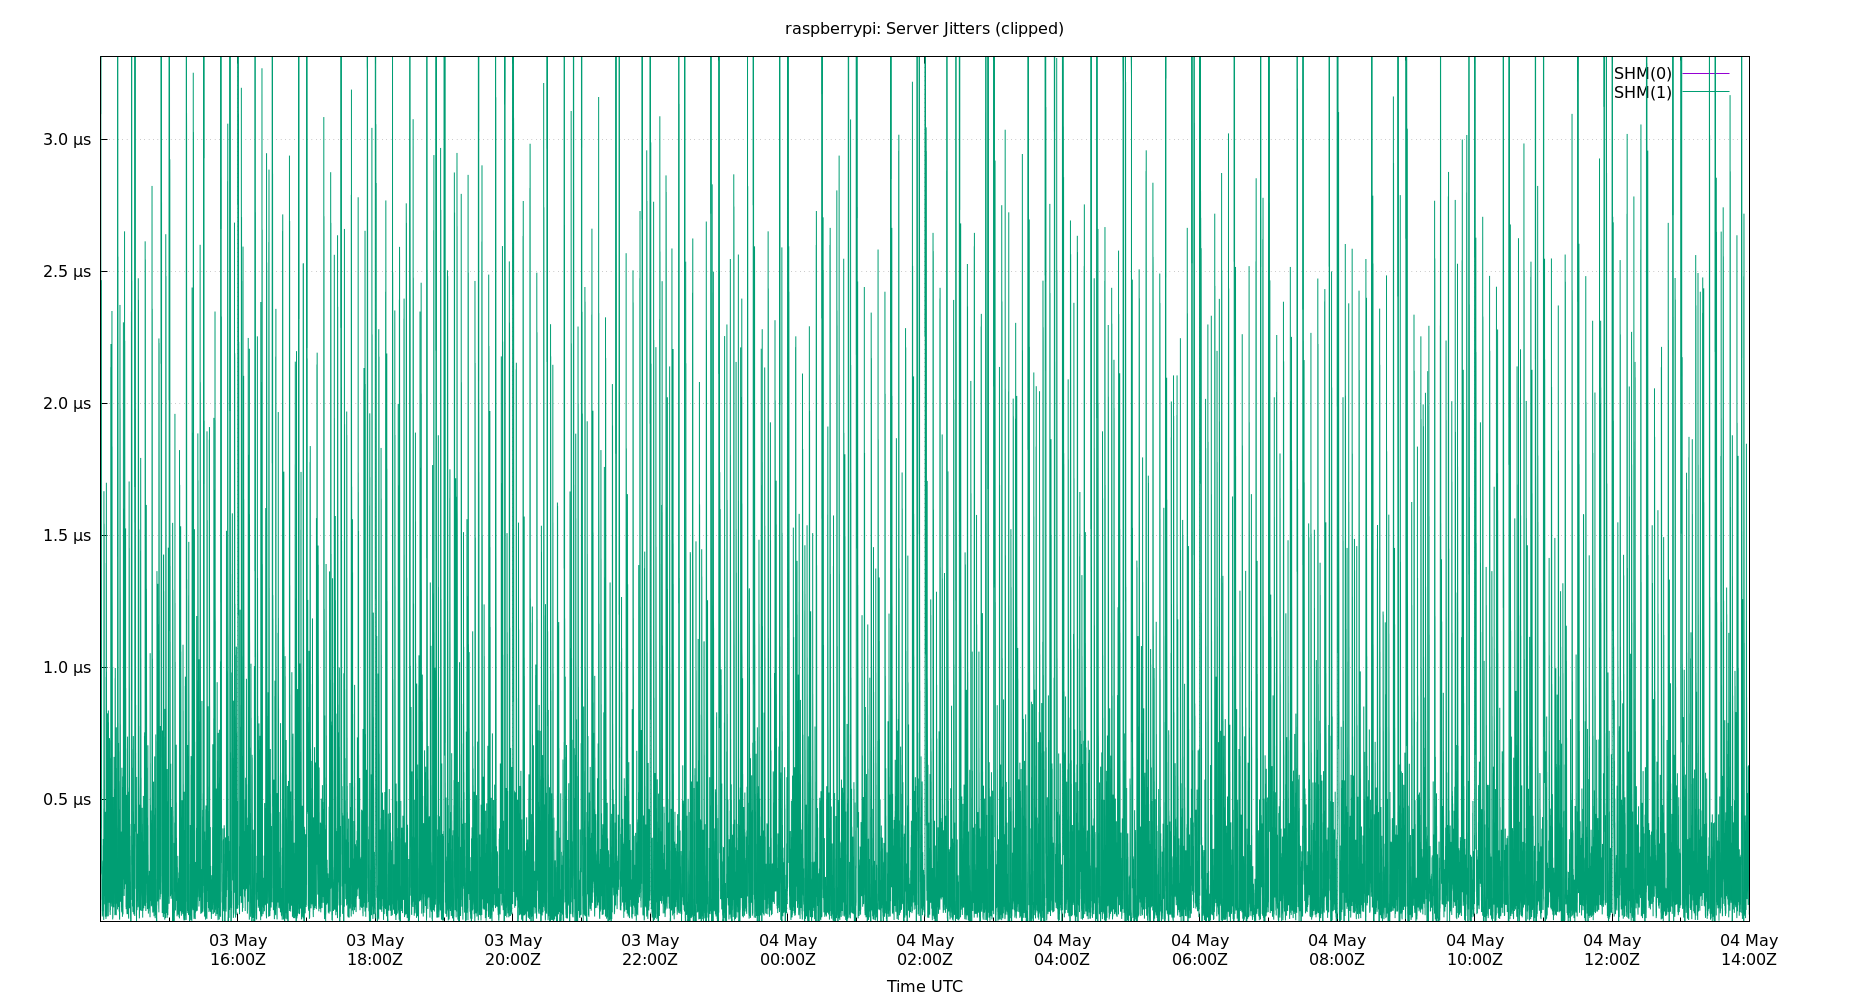 raspberrypi: Server Jitters (clipped)
SHM(0)
SHM(1)
3.0 µs
2.5 µs
2.0 µs
1.5 µs
1.0 µs
0.5 µs
03 May 03 May 03 May 03 May 04 May 04 May 04 May 04 May 04 May 04 May 04 May 04 May
16:00Z 18:00Z 20:00Z 22:00Z 00:00Z 02:00Z 04:00Z 06:00Z 08:00Z 10:00Z 12:00Z 14:00Z
Time UTC